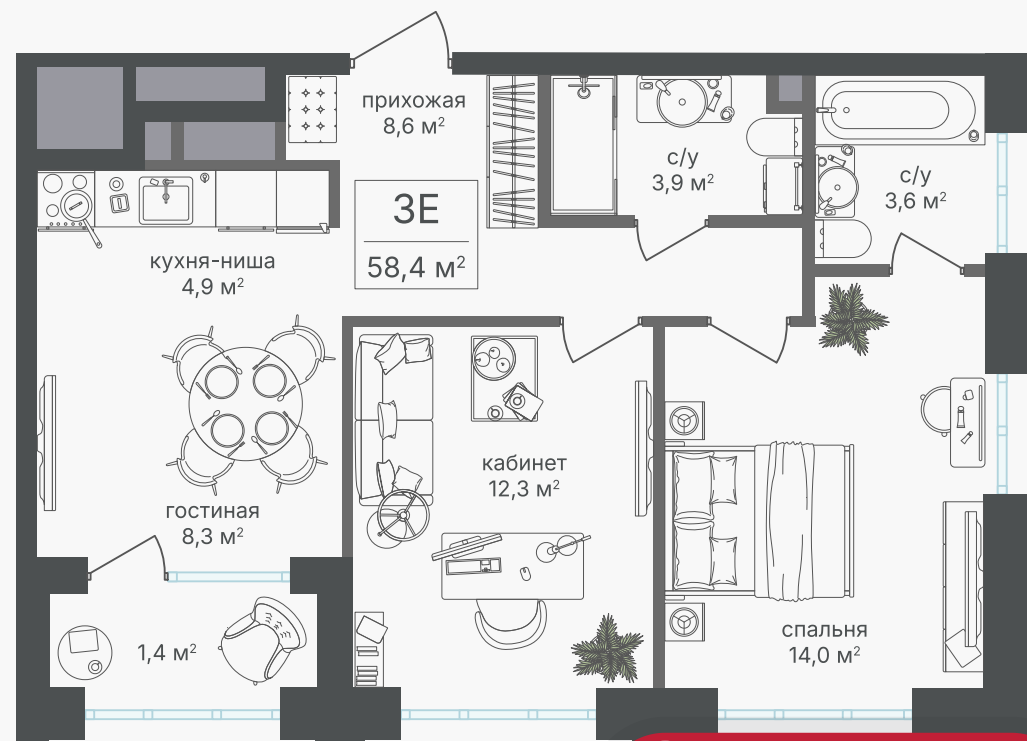 прихожая
8,6 м²
с/у
3,9 м²
с/у
3,6 м²
3Е
58,4 м²
кухня-ниша
4,9 м²
кабинет
12,3 м²
гостиная
8,3 м²
1,4 м²
спальня
14,0 м²